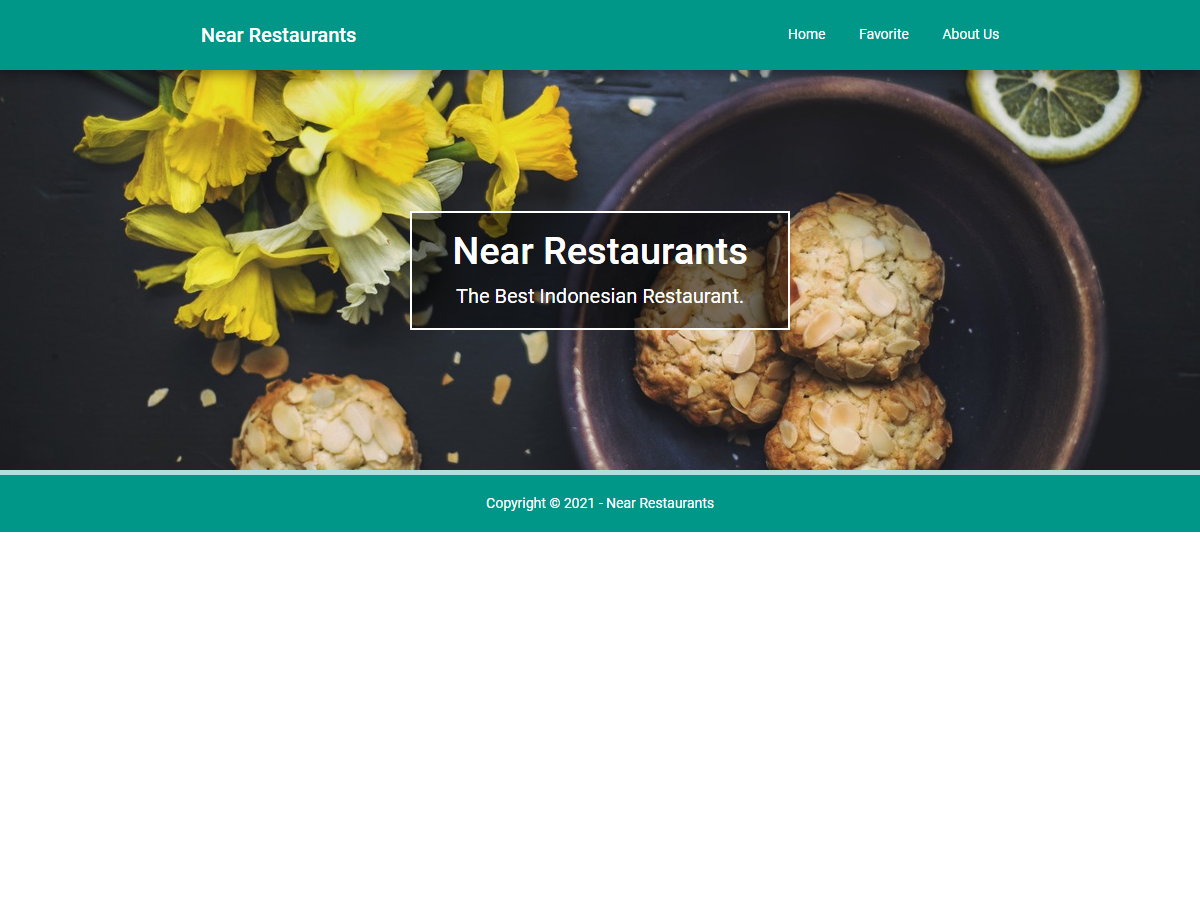 Near Restaurants
Home
Favorite
About Us
Near Restaurants
The Best Indonesian Restaurant.
Copyright © 2021 - Near Restaurants